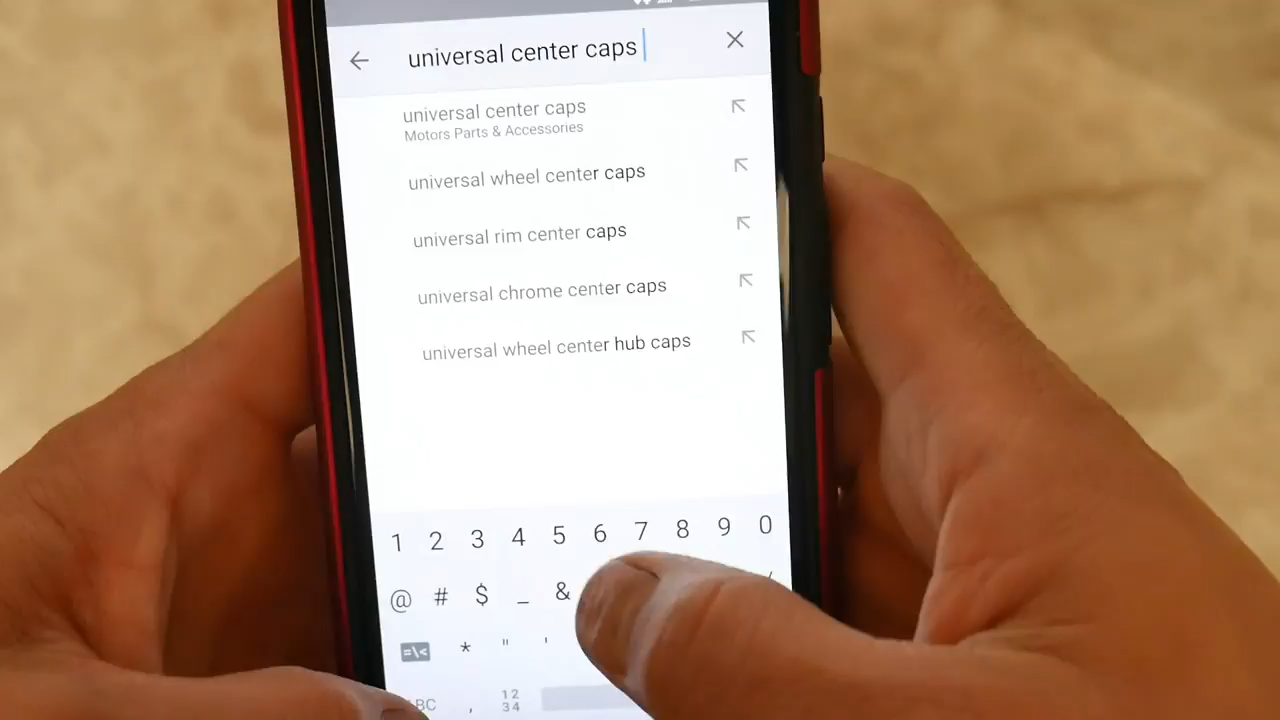 universal center caps
universal center caps
Motors Parts & Accessories
universal wheel center caps
universal rim center caps
universal chrome center caps
universal wheel center hub caps
1 2 3 4 5 6 7 8 9 0
@ # $ _ &
=\< * " '
, 12
34